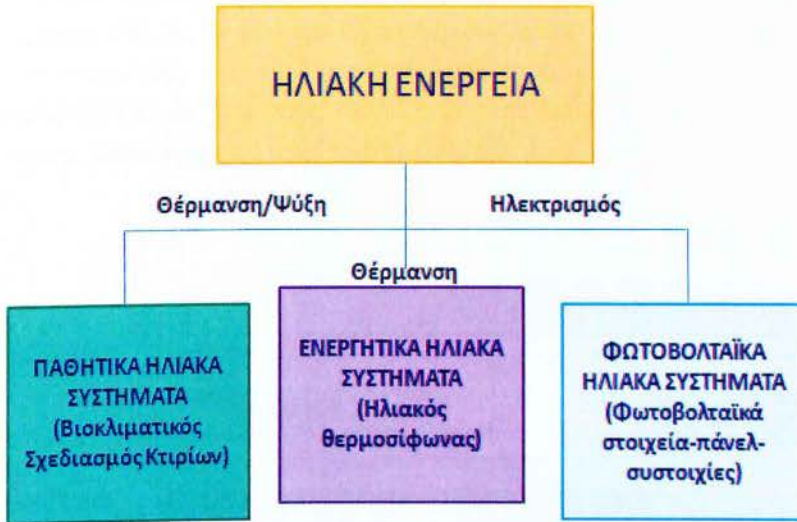 ΗΛΙΑΚΗ ΕΝΕΡΓΕΙΑ
Θέρμανση/Ψύξη
Ηλεκτρισμός
Θέρμανση
ΠΑΘΗΤΙΚΑ ΗΛΙΑΚΑ
ΣΥΣΤΗΜΑΤΑ
(Βιοκλιματικός
Σχεδιασμός Κτιρίων)
ΕΝΕΡΓΗΤΙΚΑ ΗΛΙΑΚΑ
ΣΥΣΤΗΜΑΤΑ
(Ηλιακός
θερμοσίφωνας)
ΦΩΤΟΒΟΛΤΑΪΚΑ
ΗΛΙΑΚΑ ΣΥΣΤΗΜΑΤΑ
(Φωτοβολταϊκά
στοιχεία-πάνελ-
συστοιχίες)